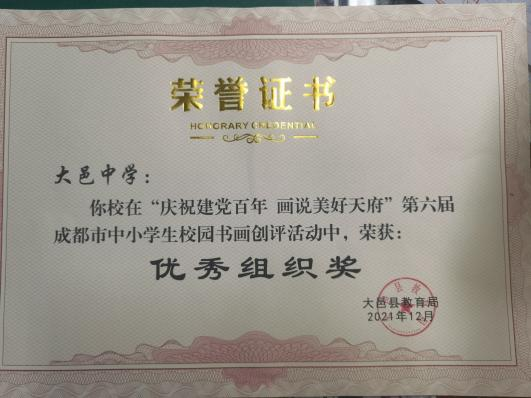 荣誉证书
HONORARY CREDENTIAL
大邑中学：
你校在“庆祝建党百年 画说美好天府”第六届
成都市中小学生校园书画创评活动中，荣获：
优秀组织奖
大邑县教育局
2021年12月